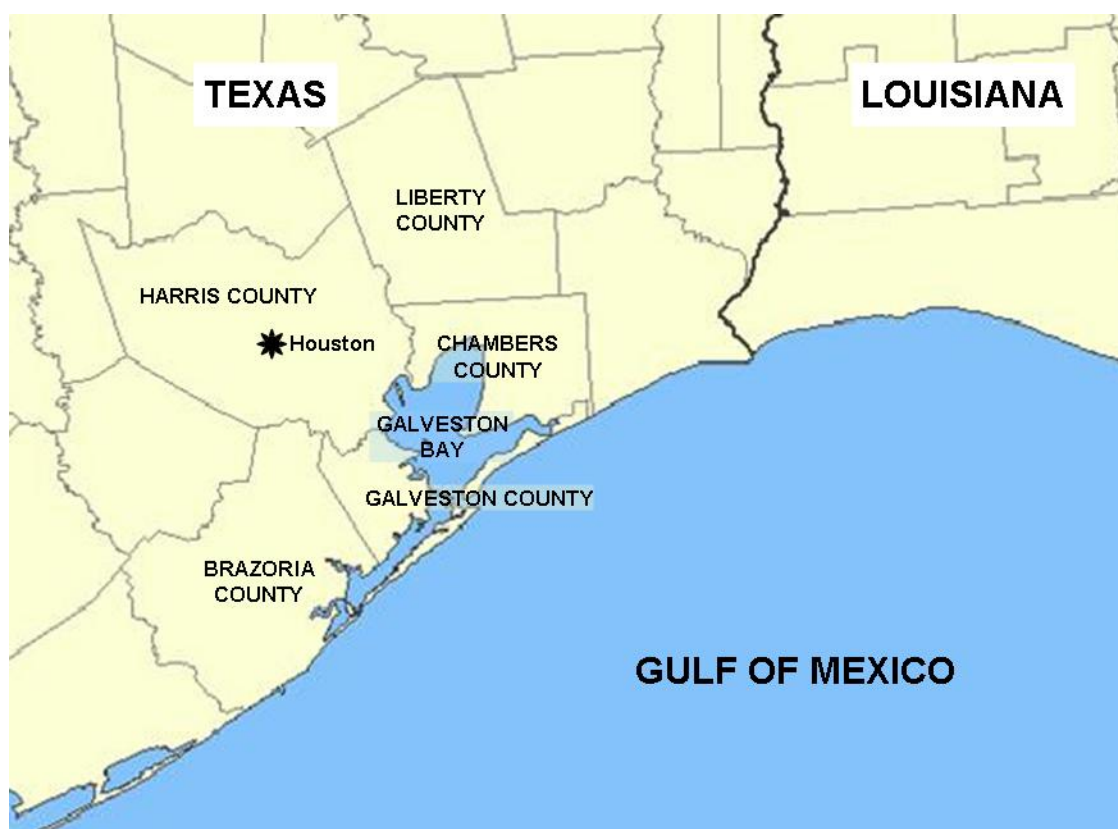 TEXAS
LOUISIANA
LIBERTY
COUNTY
HARRIS COUNTY
Houston
CHAMBERS
COUNTY
GALVESTON
BAY
GALVESTON COUNTY
BRAZORIA
COUNTY
GULF OF MEXICO